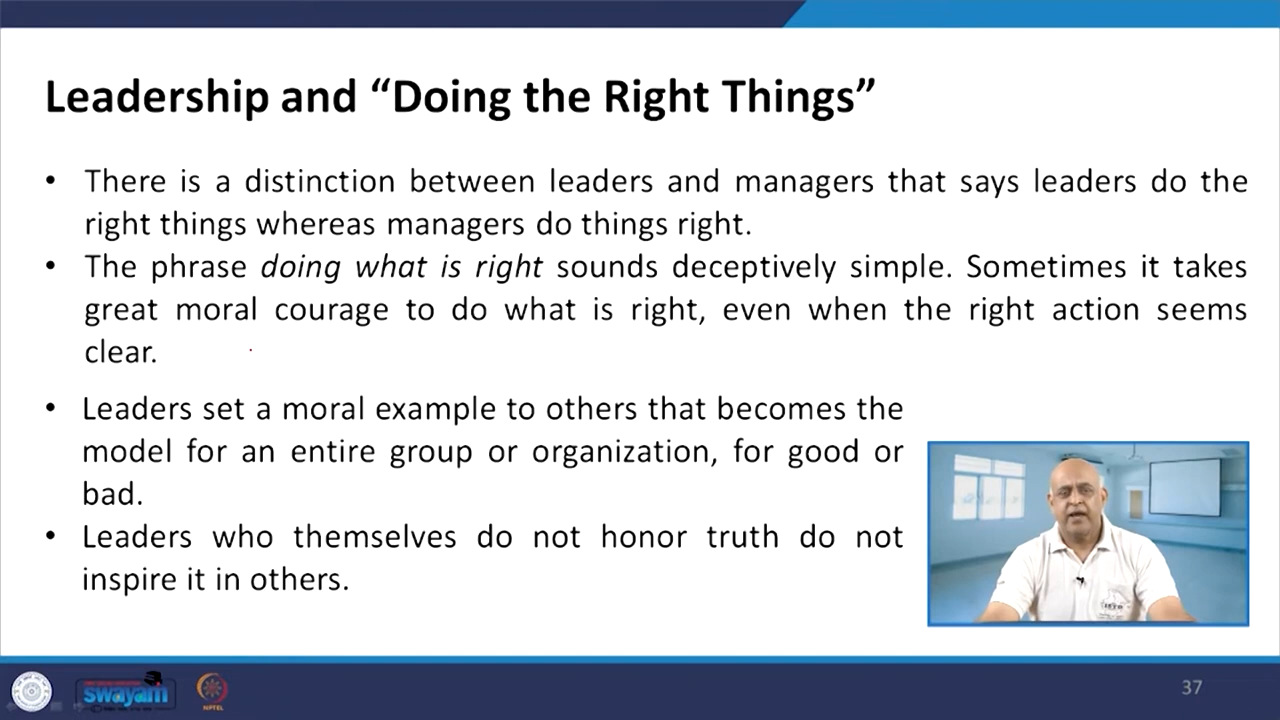 Leadership and “Doing the Right Things”
• There is a distinction between leaders and managers that says leaders do the
right things whereas managers do things right.
• The phrase doing what is right sounds deceptively simple. Sometimes it takes
great moral courage to do what is right, even when the right action seems
clear.
• Leaders set a moral example to others that becomes the
model for an entire group or organization, for good or
bad.
• Leaders who themselves do not honor truth do not
inspire it in others.
swayam
NPTEL
37